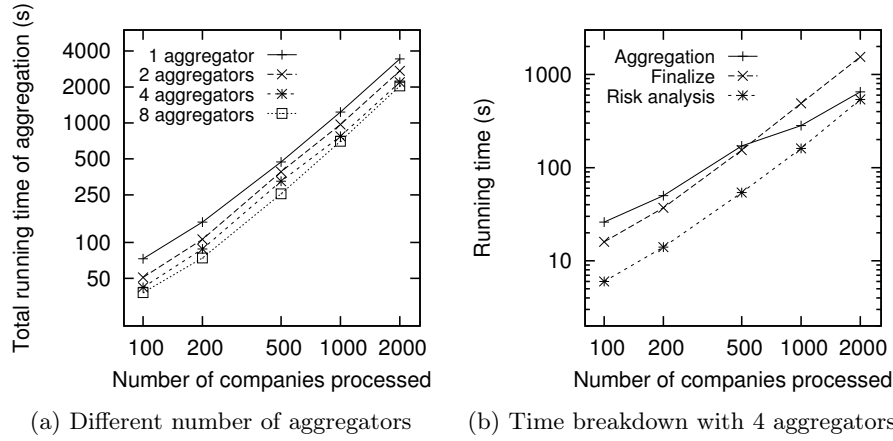 Total running time of aggregation (s)
4000
2000
1000
500
250
100
50
1 aggregator
2 aggregators
4 aggregators
8 aggregators
100 200 500 1000 2000
Number of companies processed
(a) Different number of aggregators
Running time (s)
1000
100
10
Aggregation
Finalize
Risk analysis
100 200 500 1000 2000
Number of companies processed
(b) Time breakdown with 4 aggregators